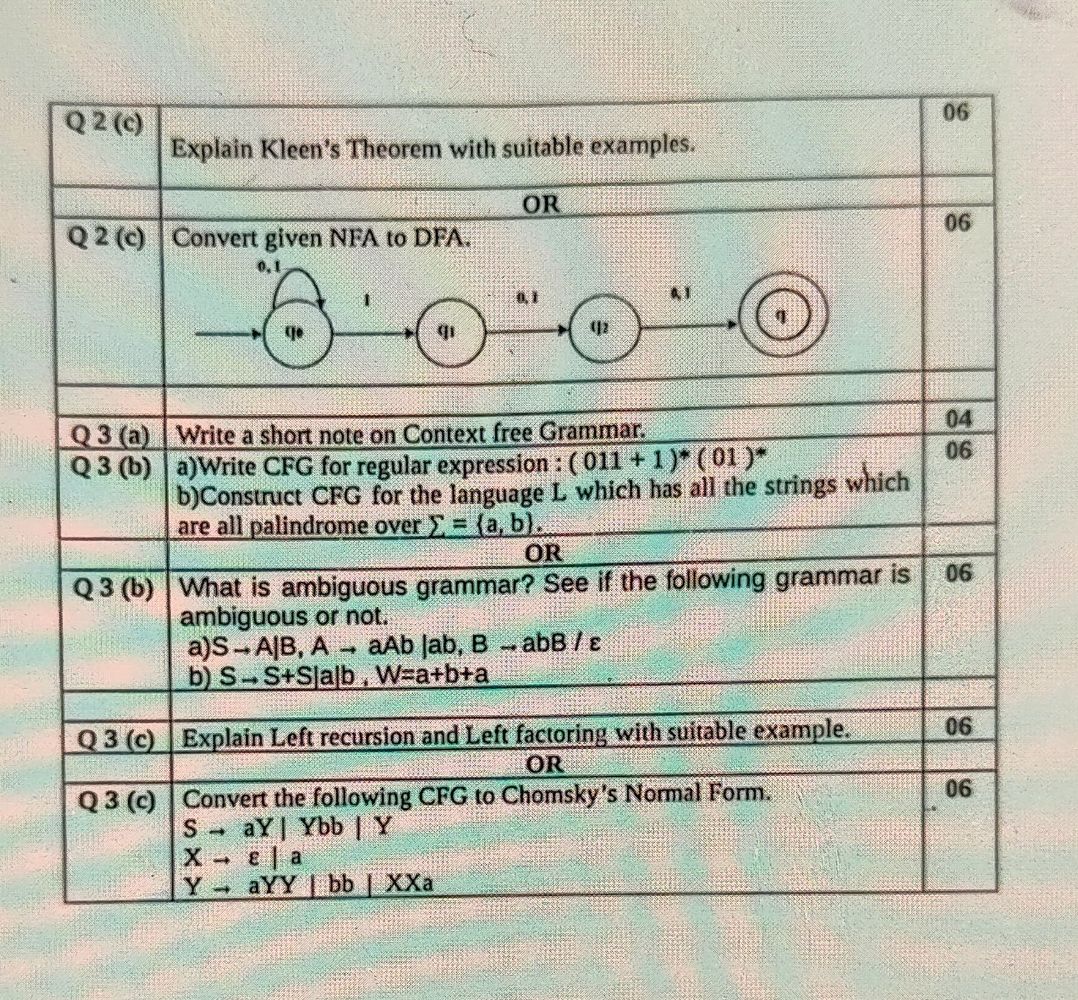 Q 2 (c)
06
Explain Kleen's Theorem with suitable examples.
OR
Q 2 (c) Convert given NFA to DFA. 06
0, 1
1
0, 1
0, 1
q0
q1
q2
q
Q 3 (a) Write a short note on Context free Grammar. 04
Q 3 (b) a)Write CFG for regular expression : ( 011 + 1 )* ( 01 )* 06
b)Construct CFG for the language L which has all the strings which
are all palindrome over ∑ = {a, b}.
OR
Q 3 (b) What is ambiguous grammar? See if the following grammar is 06
ambiguous or not.
a)S→A|B, A → aAb |ab, B →abB / ε
b) S→S+S|a|b , W=a+b+a
Q 3 (c) Explain Left recursion and Left factoring with suitable example. 06
OR
Q 3 (c) Convert the following CFG to Chomsky's Normal Form. 06
S → aY | Ybb | Y
X → ε | a
Y → aYY | bb | XXa